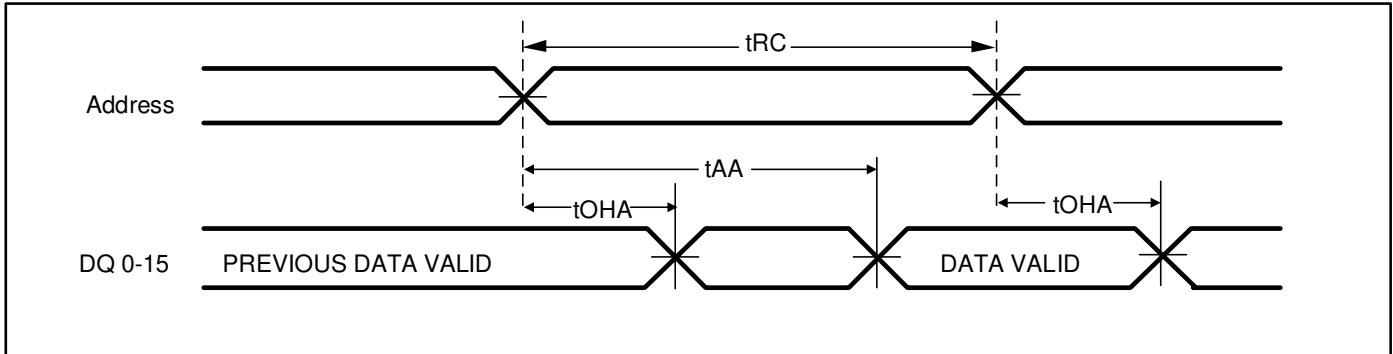 tRC
Address
tAA
tOHA
tOHA
DQ 0-15 PREVIOUS DATA VALID DATA VALID